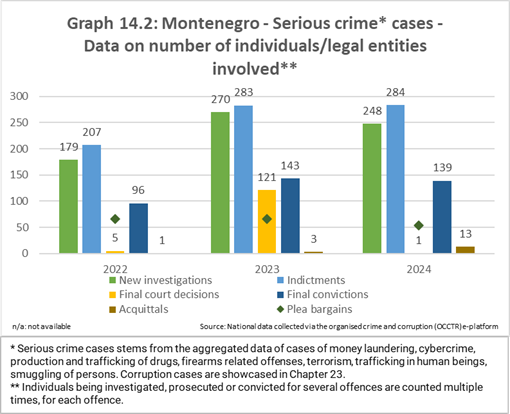 Graph 14.2: Montenegro - Serious crime* cases -
Data on number of individuals/legal entities
involved**
300
250
200
150
100
50
0
179
207
5
96
1
270
283
121
143
3
248
284
1
139
13
2022
2023
2024
New investigations
Indictments
Final court decisions
Final convictions
Acquittals
Plea bargains
n/a: not available
Source: National data collected via the organised crime and corruption (OCCTR)e-platform
* Serious crime cases stems from the aggregated data of cases of money laundering, cybercrime,
production and trafficking of drugs, firearms related offenses, terrorism, trafficking in human beings,
smuggling of persons. Corruption cases are showcased in Chapter 23.
** Individuals being investigated, prosecuted or convicted for several offences are counted multiple
times, for each offence.